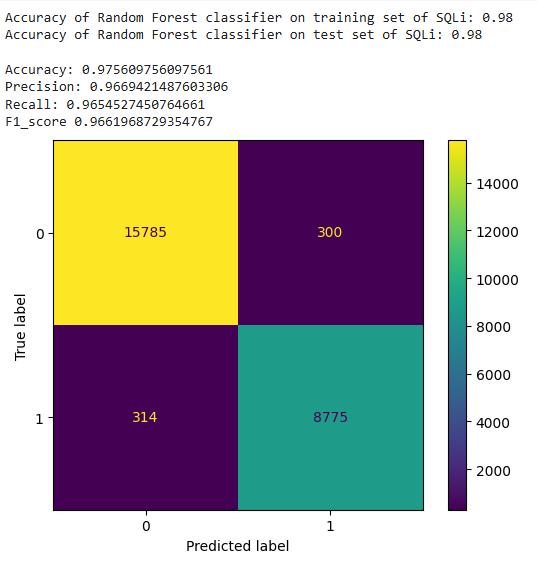 Accuracy of Random Forest classifier on training set of SQLi: 0.98
Accuracy of Random Forest classifier on test set of SQLi: 0.98
Accuracy: 0.975609756097561
Precision: 0.9669421487603306
Recall: 0.9654527450764661
F1_score 0.9661968729354767
14000
12000
10000
8000
6000
4000
2000
True label
0
15785
300
1
314
8775
0
1
Predicted label